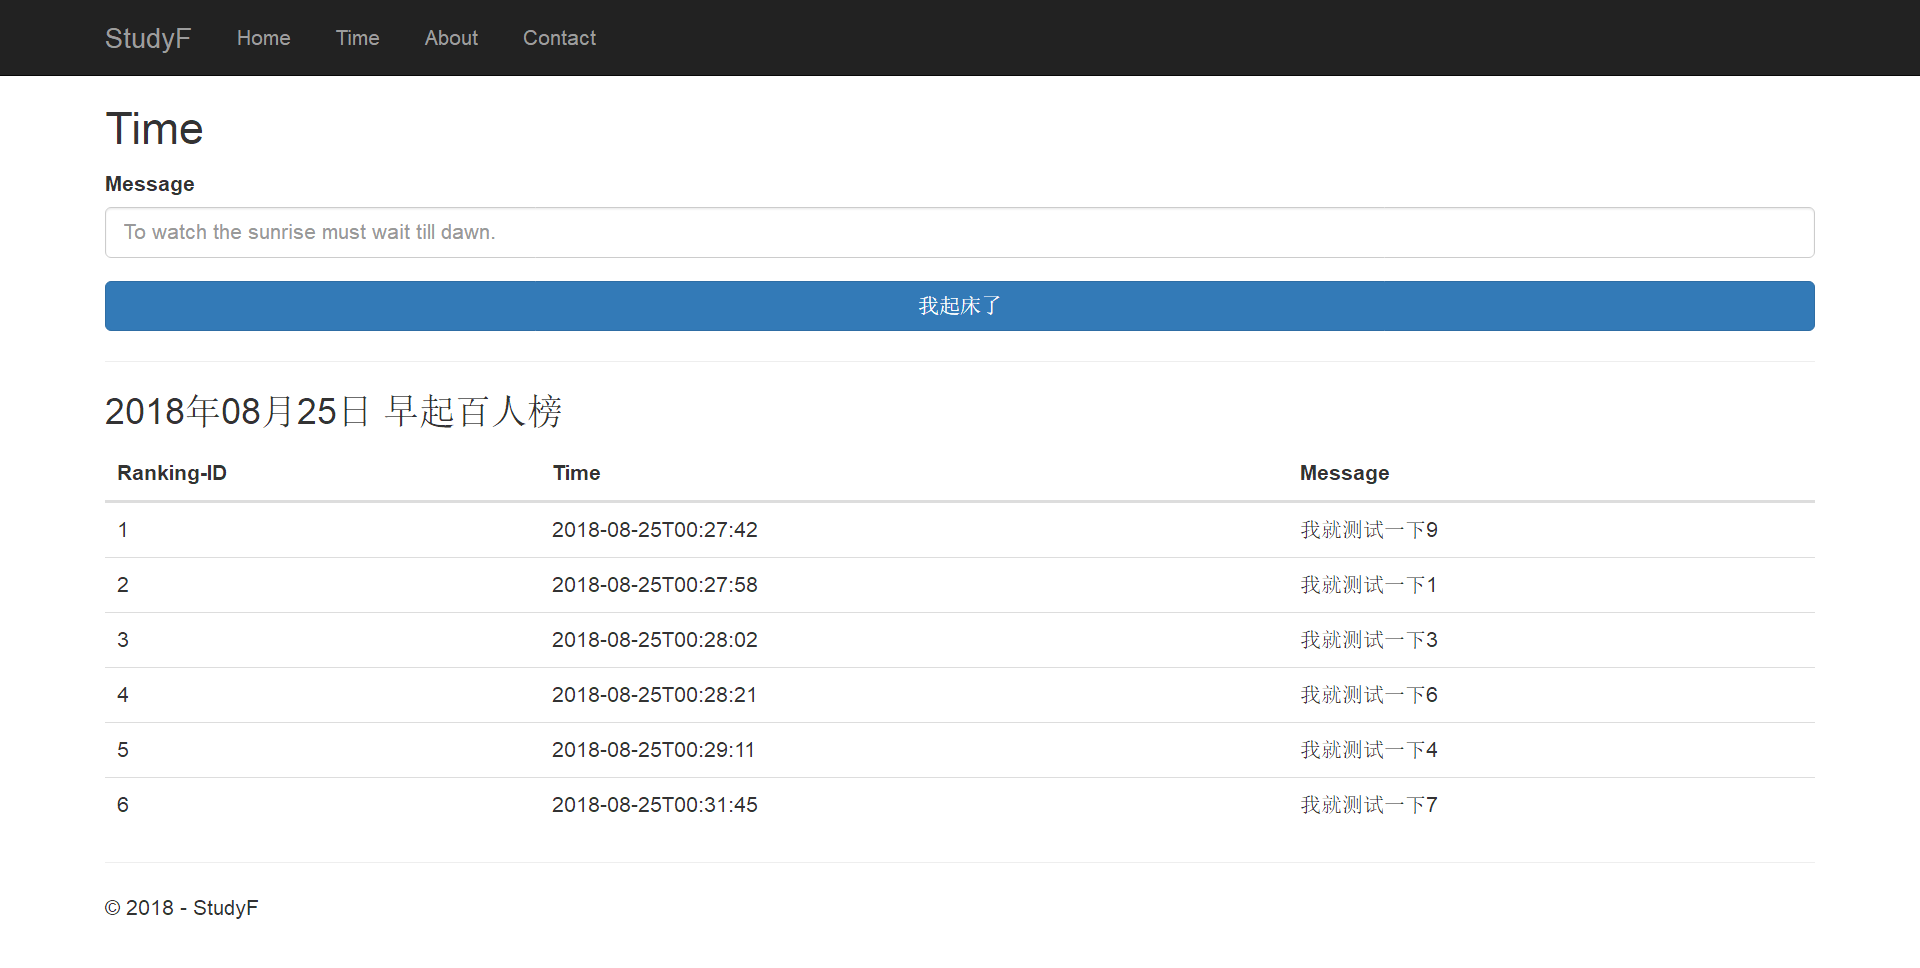 StudyF Home Time About Contact
Time
Message
To watch the sunrise must wait till dawn.
我起床了
2018年08月25日 早起百人榜
Ranking-ID Time Message
1 2018-08-25T00:27:42 我就测试一下9
2 2018-08-25T00:27:58 我就测试一下1
3 2018-08-25T00:28:02 我就测试一下3
4 2018-08-25T00:28:21 我就测试一下6
5 2018-08-25T00:29:11 我就测试一下4
6 2018-08-25T00:31:45 我就测试一下7
© 2018 - StudyF